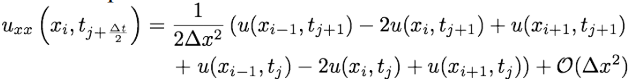 $u_{xx}\left(x_i, t_{j+\frac{\Delta t}{2}}\right) = \frac{1}{2\Delta x^2}\left(u(x_{i-1}, t_{j+1}) - 2u(x_i, t_{j+1}) + u(x_{i+1}, t_{j+1})\right.$
$\left. + u(x_{i-1}, t_j) - 2u(x_i, t_j) + u(x_{i+1}, t_j)\right) + \mathcal{O}(\Delta x^2)$